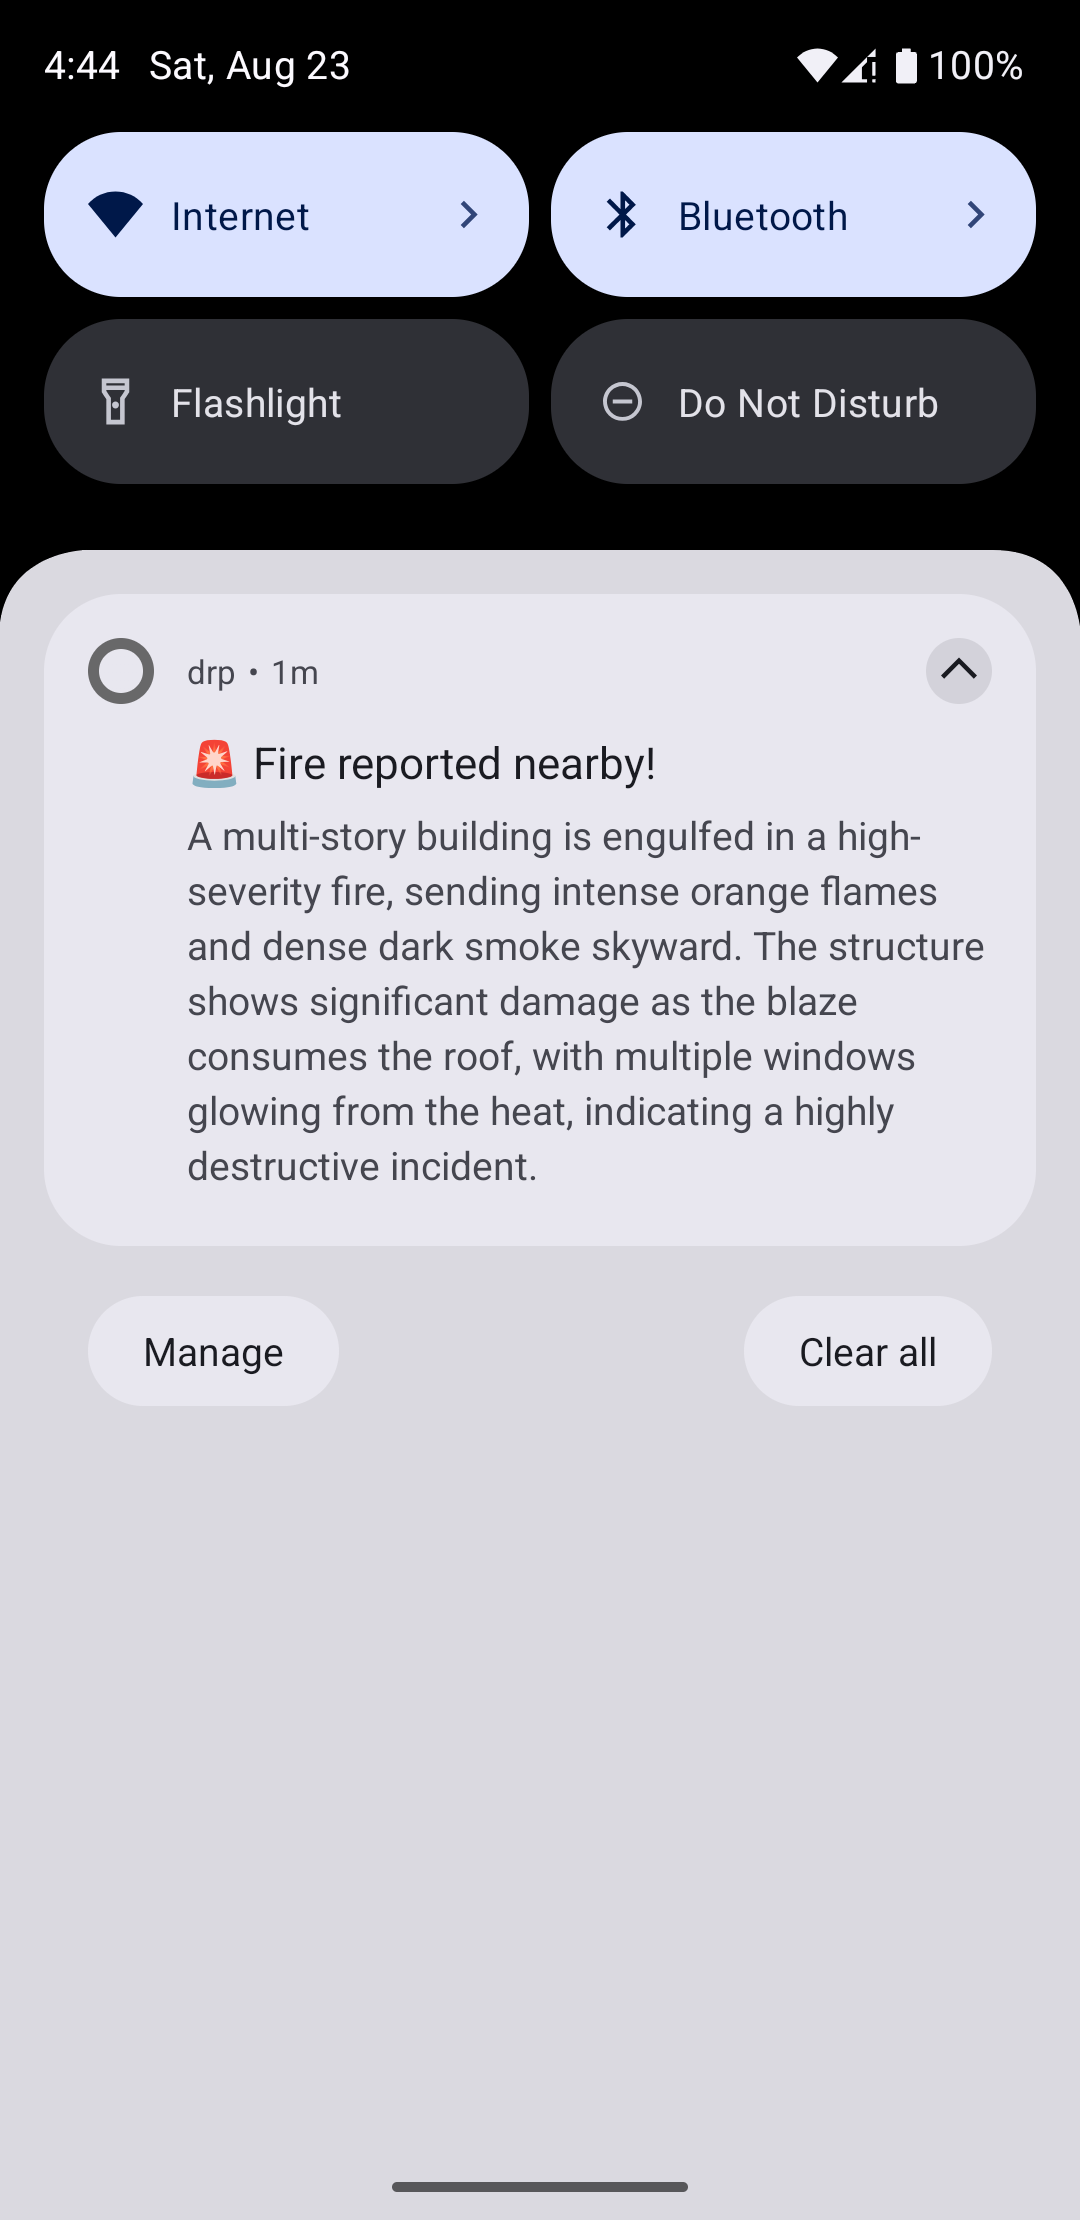 4:44 Sat, Aug 23 100%
Internet
Bluetooth
Flashlight
Do Not Disturb
drp • 1m
🚨 Fire reported nearby!
A multi-story building is engulfed in a high-
severity fire, sending intense orange flames
and dense dark smoke skyward. The structure
shows significant damage as the blaze
consumes the roof, with multiple windows
glowing from the heat, indicating a highly
destructive incident.
Manage
Clear all